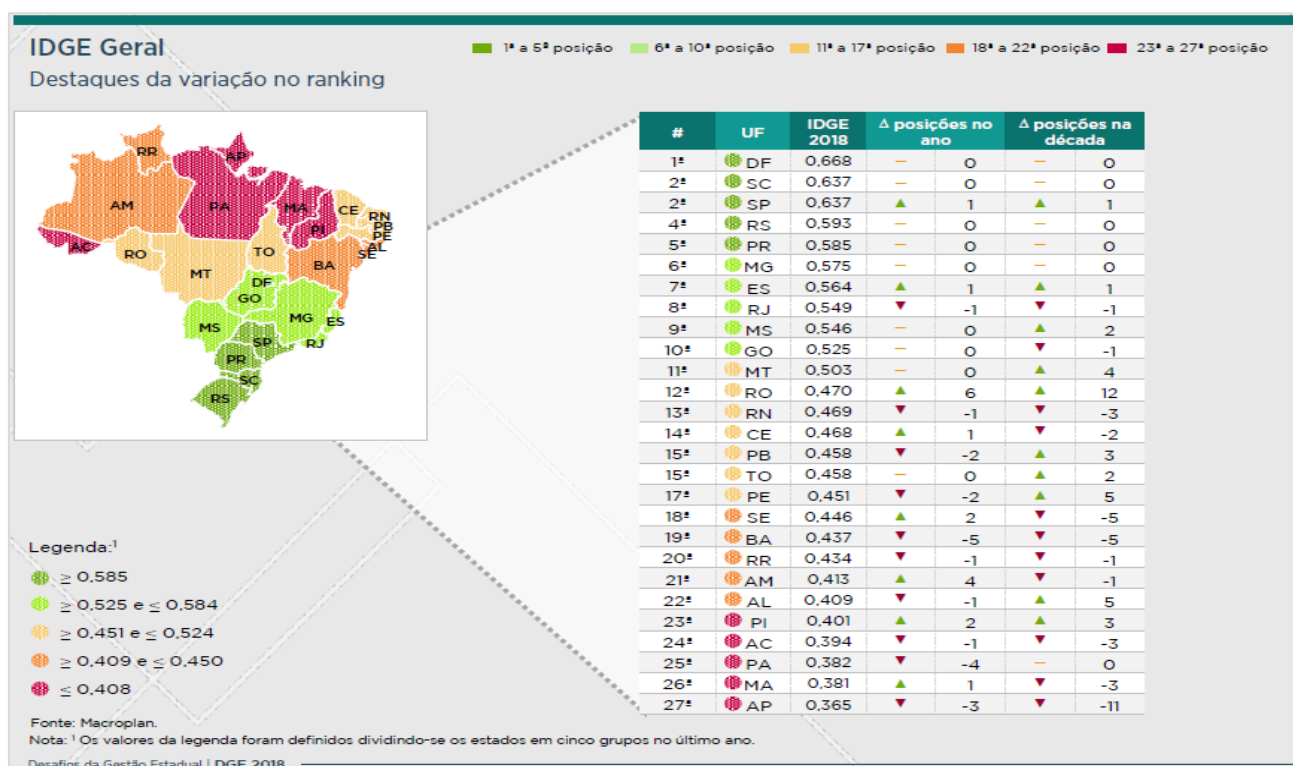 IDGE Geral
Destaques da variação no ranking
1ª a 5ª posição 6ª a 10ª posição 11ª a 17ª posição 18ª a 22ª posição 23ª a 27ª posição
RR
AP
AM
PA
MA
CE
RN
PB
PE
AL
SE
PI
AC
RO
TO
BA
MT
DF
GO
MG
ES
MS
SP
RJ
PR
SC
RS
# UF IDGE 2018 Δ posições no ano Δ posições na década
1º DF 0,668 – 0 – 0
2º SC 0,637 – 0 – 0
2º SP 0,637 ▲ 1 ▲ 1
4º RS 0,593 – 0 – 0
5º PR 0,585 – 0 – 0
6º MG 0,575 – 0 – 0
7º ES 0,564 ▲ 1 ▲ 1
8º RJ 0,549 ▼ -1 ▼ -1
9º MS 0,546 – 0 ▲ 2
10º GO 0,525 – 0 ▼ -1
11º MT 0,503 – 0 ▲ 4
12º RO 0,470 ▲ 6 ▲ 12
13º RN 0,469 ▼ -1 ▼ -3
14º CE 0,468 ▲ 1 ▼ -2
15º PB 0,458 ▼ -2 ▲ 3
15º TO 0,458 – 0 ▲ 2
17º PE 0,451 ▼ -2 ▲ 5
18º SE 0,446 ▲ 2 ▼ -5
19º BA 0,437 ▼ -5 ▼ -5
20º RR 0,434 ▼ -1 ▼ -1
21º AM 0,413 ▲ 4 ▼ -1
22º AL 0,409 ▼ -1 ▲ 5
23º PI 0,401 ▲ 2 ▲ 3
24º AC 0,394 ▼ -1 ▼ -3
25º PA 0,382 ▼ -4 – 0
26º MA 0,381 ▲ 1 ▼ -3
27º AP 0,365 ▼ -3 ▼ -11
Legenda:¹
≥ 0,585
≥ 0,525 e ≤ 0,584
≥ 0,451 e ≤ 0,524
≥ 0,409 e ≤ 0,450
≤ 0,408
Fonte: Macroplan.
Nota: ¹ Os valores da legenda foram definidos dividindo-se os estados em cinco grupos no último ano.
Desafios da Gestão Estadual | DGE 2018